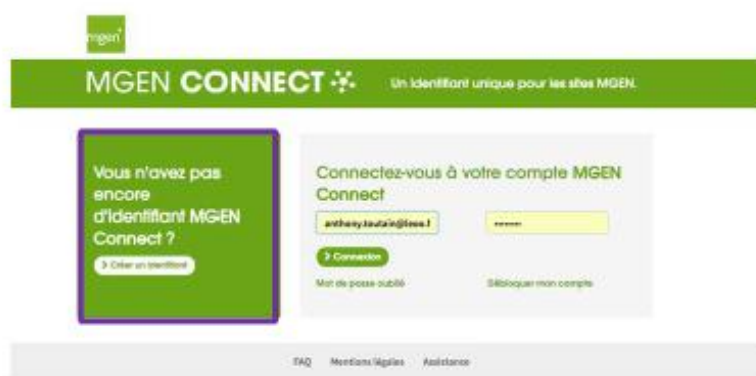 mgen
MGEN CONNECT
Un identifiant unique pour les sites MGEN.
Vous n'avez pas
encore
d'identifiant MGEN
Connect ?
Créer un identifiant
Connectez-vous à votre compte MGEN
Connect
Connexion
Mot de passe oublié
Débloquer mon compte
FAQ Mentions légales Assistance